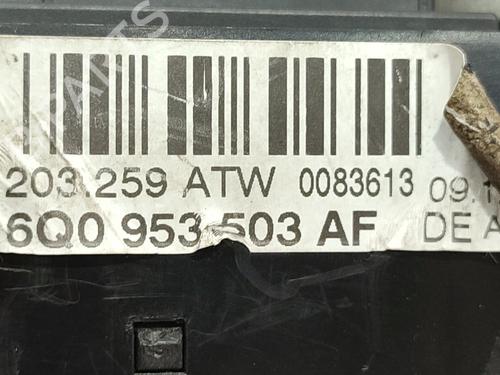 203.259 ATW 0083613 09.1
6Q0 953 503 AF DE A